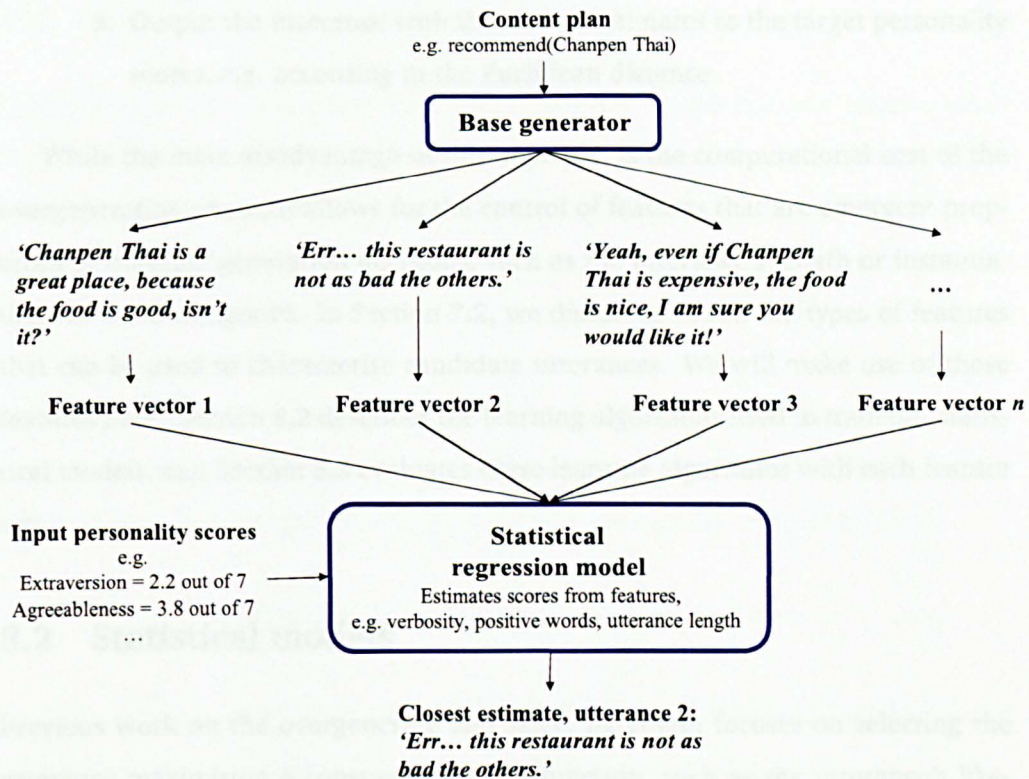 Content plan
e.g. recommend(Chanpen Thai)
Base generator
‘Chanpen Thai is a
great place, because
the food is good, isn’t
it?’
‘Err… this restaurant is
not as bad the others.’
‘Yeah, even if Chanpen
Thai is expensive, the food
is nice, I am sure you
would like it!’
…
Feature vector 1
Feature vector 2
Feature vector 3
Feature vector n
Input personality scores
e.g.
Extraversion = 2.2 out of 7
Agreeableness = 3.8 out of 7
…
Statistical
regression model
Estimates scores from features,
e.g. verbosity, positive words, utterance length
Closest estimate, utterance 2:
‘Err… this restaurant is not as
bad the others.’